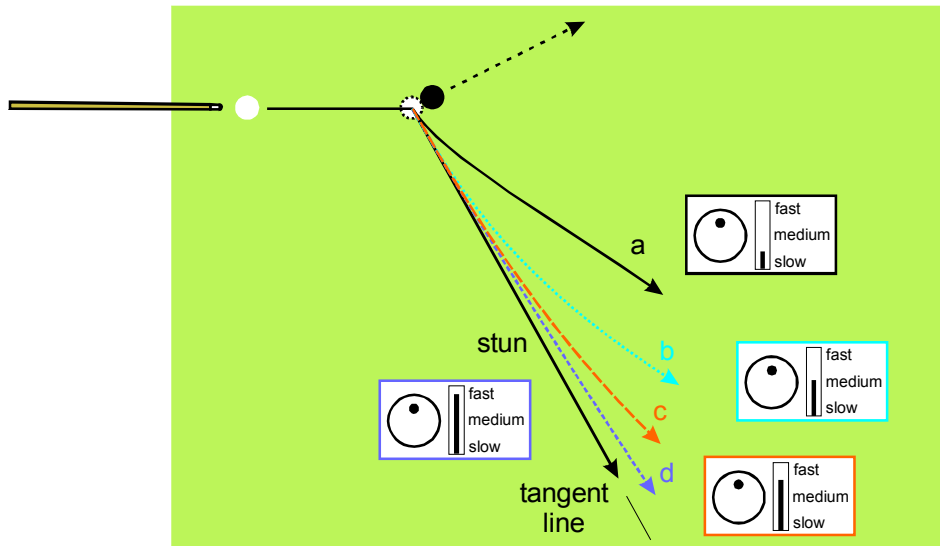 a
fast
medium
slow
stun
b
fast
medium
slow
fast
medium
slow
c
d
fast
medium
slow
tangent
line